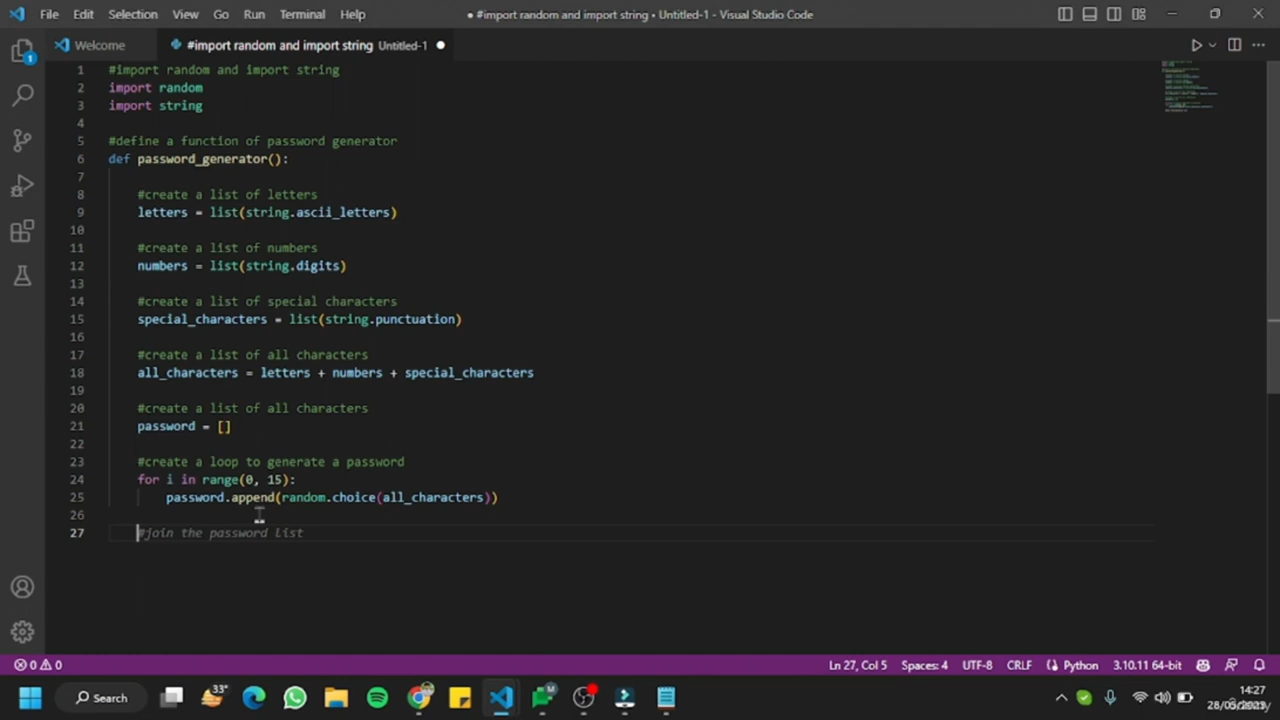 File Edit Selection View Go Run Terminal Help
● #import random and import string • Untitled-1 - Visual Studio Code
Welcome
#import random and import string Untitled-1
1 #import random and import string
2 import random
3 import string
4
5 #define a function of password generator
6 def password_generator():
7
8 #create a list of letters
9 letters = list(string.ascii_letters)
10
11 #create a list of numbers
12 numbers = list(string.digits)
13
14 #create a list of special characters
15 special_characters = list(string.punctuation)
16
17 #create a list of all characters
18 all_characters = letters + numbers + special_characters
19
20 #create a list of all characters
21 password = []
22
23 #create a loop to generate a password
24 for i in range(0, 15):
25 password.append(random.choice(all_characters))
26
27 #join the password list
1
0 0 Ln 27, Col 5 Spaces: 4 UTF-8 CRLF Python 3.10.11 64-bit
Search 33° 14:27
28/05/2023